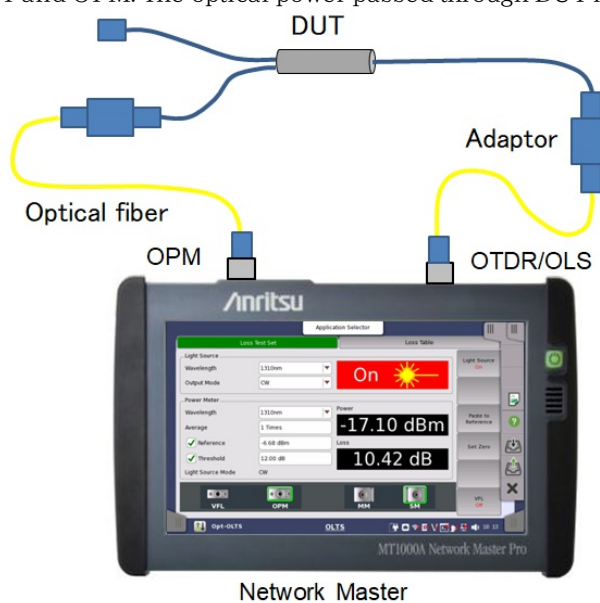 DUT
Adaptor
Optical fiber
OPM
OTDR/OLS
Anritsu
Application Selector
Loss Test Set
Loss Table
Light Source
Wavelength
1310nm
Output Mode
CW
On
Light Source
On
Power Meter
Wavelength
1310nm
Power
-17.10 dBm
Average
1 Times
Reference
-6.68 dBm
Loss
10.42 dB
Threshold
12.00 dB
Light Source Mode
CW
Paste to
Reference
Set Zero
VFL
Off
VFL
OPM
MM
SM
Opt-OLTS
OLTS
MT1000A Network Master Pro
Network Master